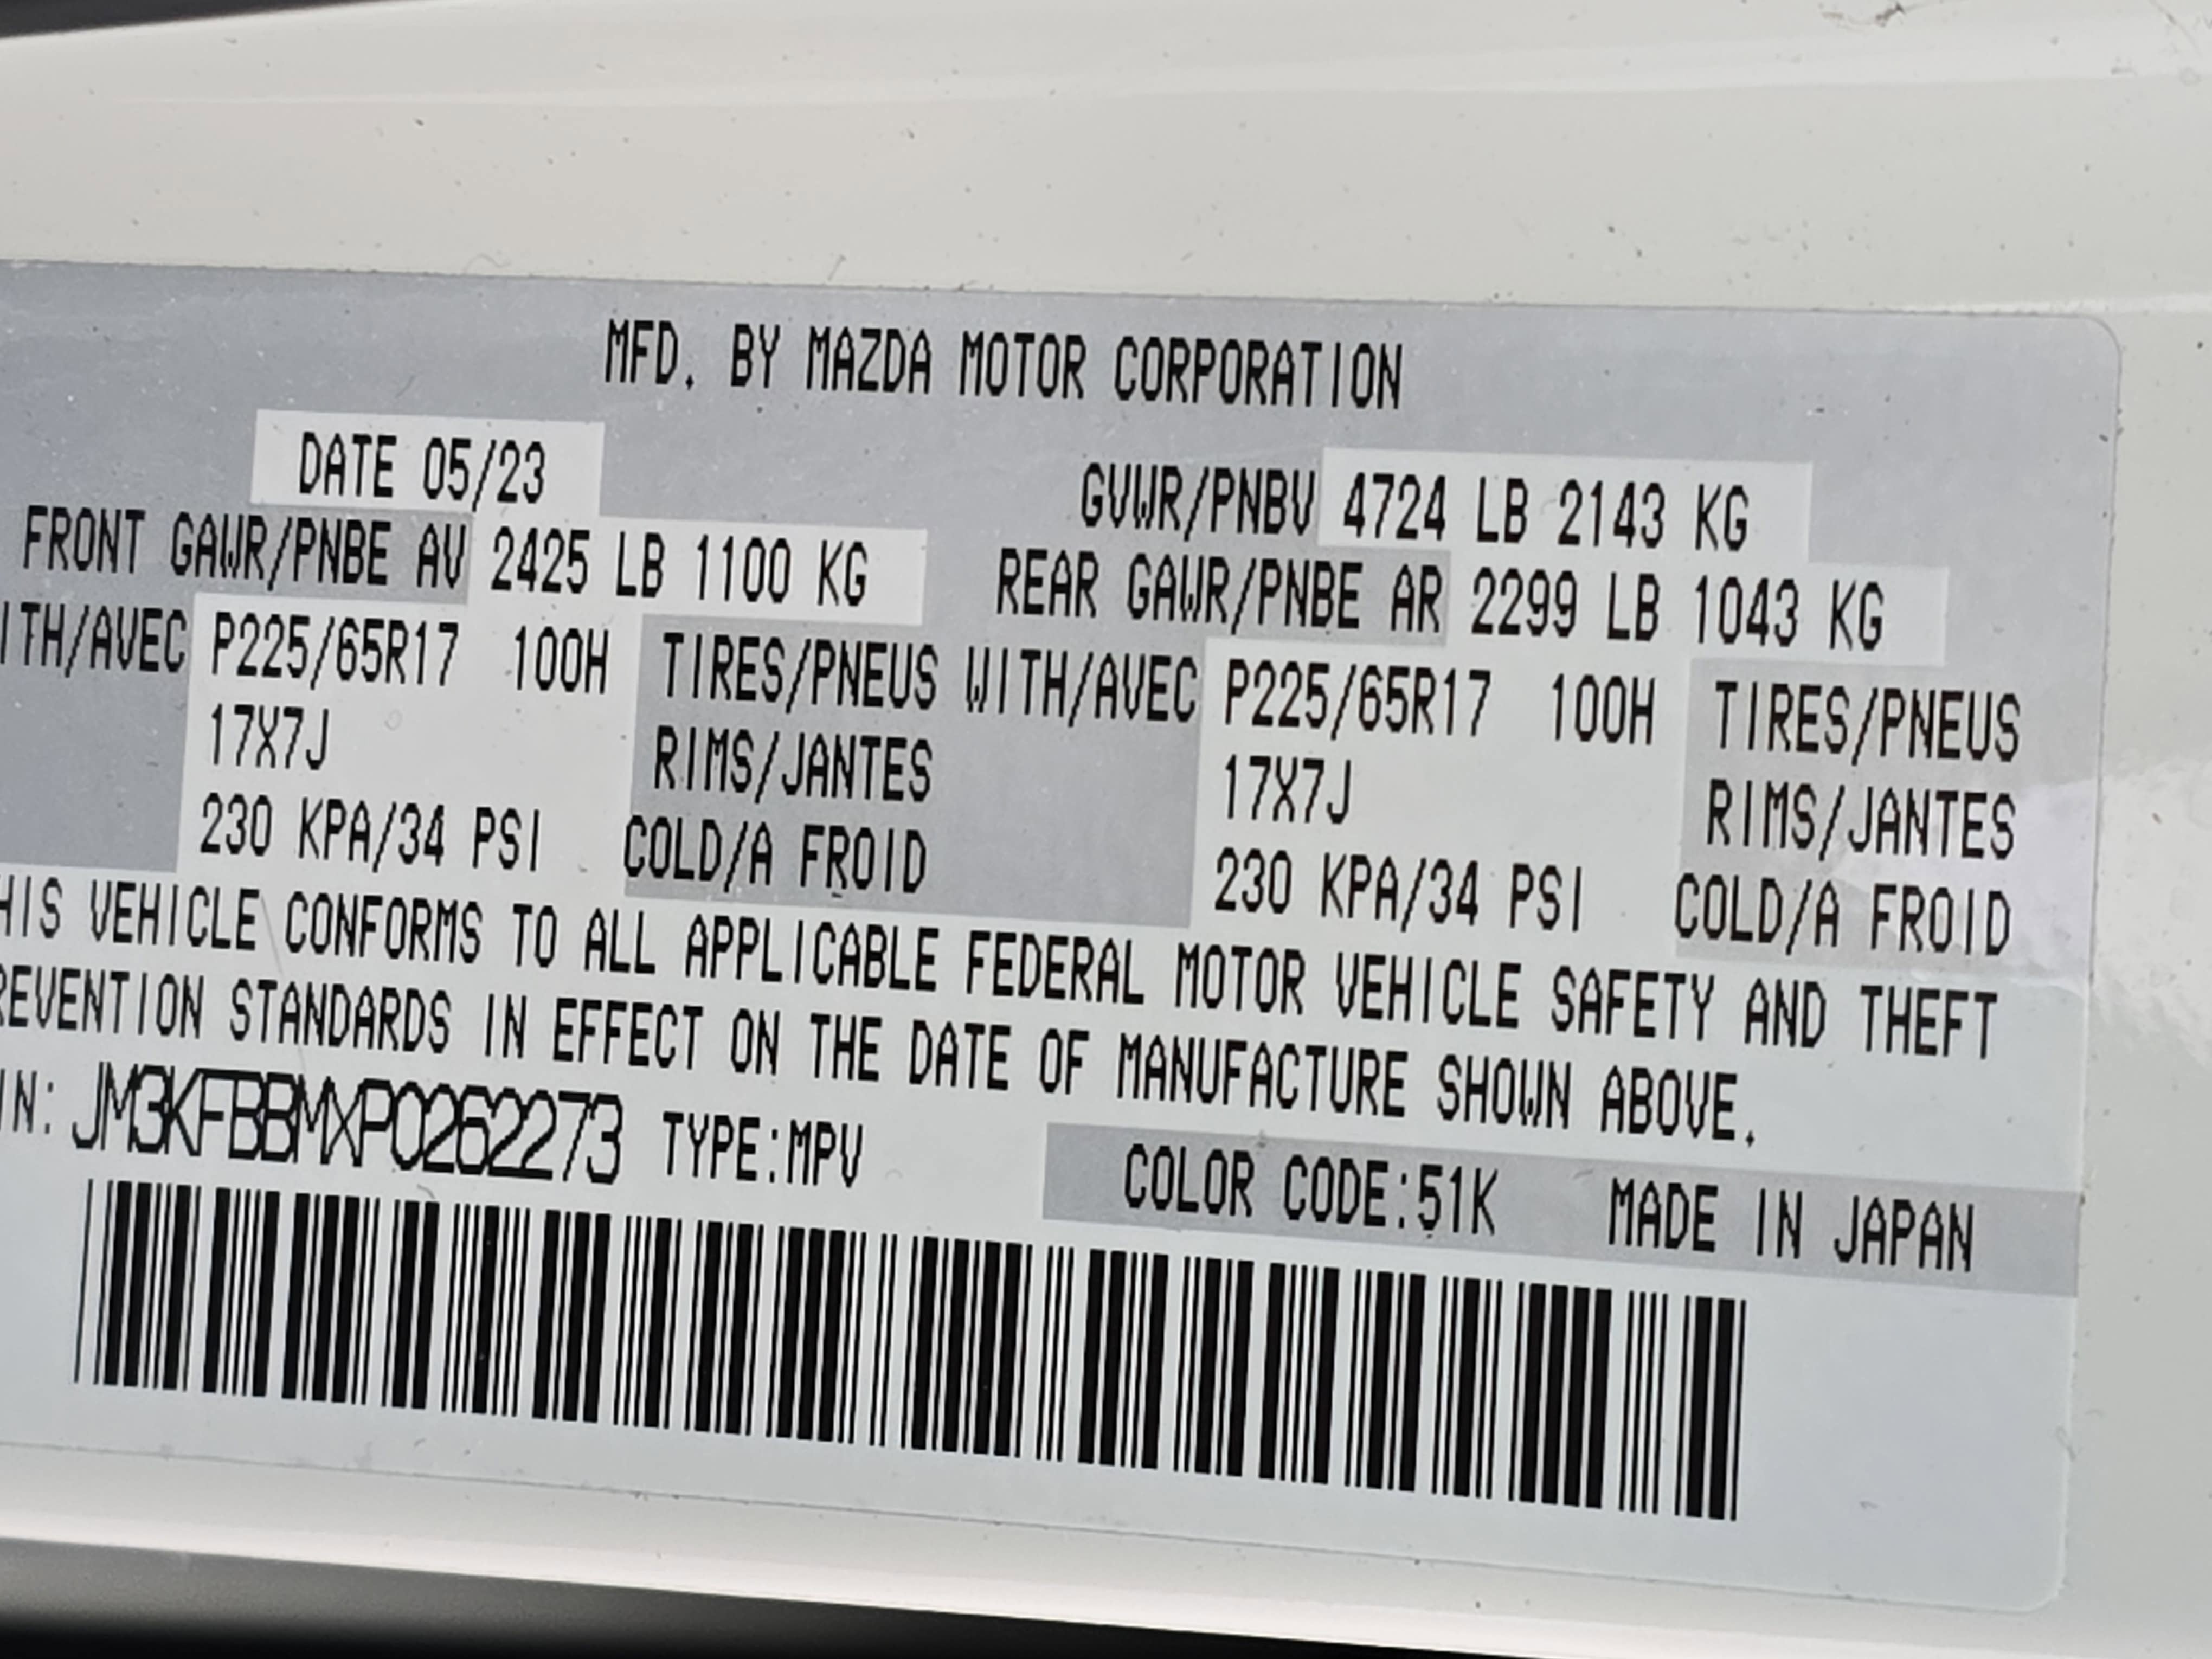 MFD. BY MAZDA MOTOR CORPORATION
DATE 05/23 GVWR/PNBV 4724 LB 2143 KG
FRONT GAWR/PNBE AV 2425 LB 1100 KG REAR GAWR/PNBE AR 2299 LB 1043 KG
ITH/AVEC P225/65R17 100H TIRES/PNEUS WITH/AVEC P225/65R17 100H TIRES/PNEUS
17X7J RIMS/JANTES 17X7J RIMS/JANTES
230 KPA/34 PSI COLD/A FROID 230 KPA/34 PSI COLD/A FROID
HIS VEHICLE CONFORMS TO ALL APPLICABLE FEDERAL MOTOR VEHICLE SAFETY AND THEFT
REVENTION STANDARDS IN EFFECT ON THE DATE OF MANUFACTURE SHOWN ABOVE.
IN: JM3KFBBMXP0262273 TYPE:MPV COLOR CODE:51K MADE IN JAPAN